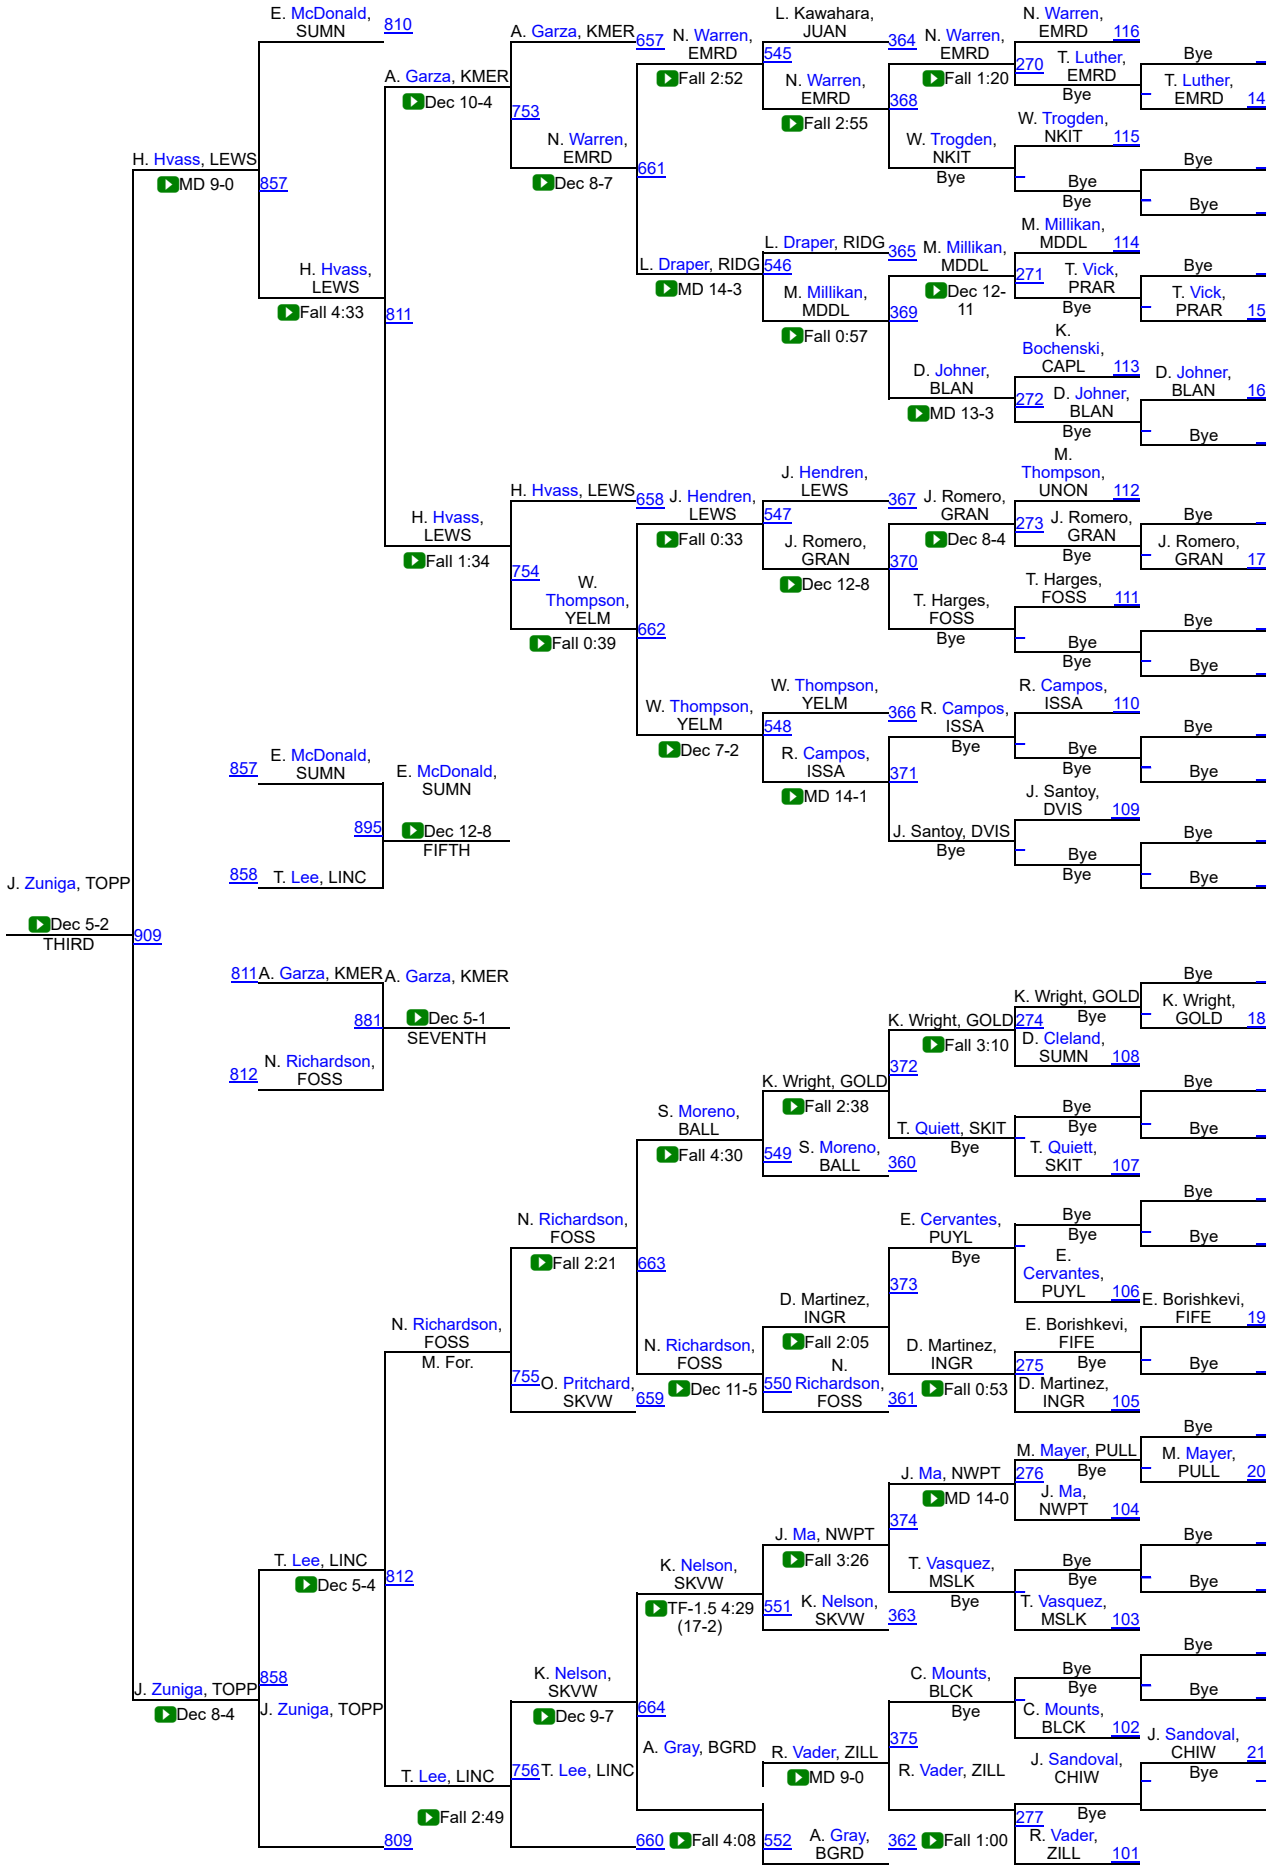 E. McDonald,
SUMN
810
A. Garza, KMER
657
N. Warren,
EMRD
Fall 2:52
L. Kawahara,
JUAN
364
545
N. Warren,
EMRD
Fall 2:55
N. Warren,
EMRD
Fall 1:20
368
W. Trogden,
NKIT
Bye
N. Warren,
EMRD
116
270
T. Luther,
EMRD
Bye
Bye
T. Luther,
EMRD
14
W. Trogden,
NKIT
115
Bye
Bye
Bye
Bye
A. Garza, KMER
Dec 10-4
753
N. Warren,
EMRD
Dec 8-7
661
H. Hvass, LEWS
MD 9-0
857
L. Draper, RIDG
MD 14-3
L. Draper, RIDG
365
546
M. Millikan,
MDDL
Fall 0:57
M. Millikan,
MDDL
Dec 12-
11
369
D. Johner,
BLAN
MD 13-3
M. Millikan,
MDDL
114
271
T. Vick,
PRAR
Bye
Bye
T. Vick,
PRAR
15
K.
Bochenski,
CAPL
113
272
D. Johner,
BLAN
Bye
D. Johner,
BLAN
16
Bye
H. Hvass,
LEWS
Fall 4:33
811
H. Hvass,
LEWS
Fall 1:34
H. Hvass, LEWS
658
754
W.
Thompson,
YELM
Fall 0:39
J. Hendren,
LEWS
Fall 0:33
662
W. Thompson,
YELM
Dec 7-2
J. Hendren,
LEWS
367
547
J. Romero,
GRAN
Dec 12-8
J. Romero,
GRAN
Dec 8-4
370
T. Harges,
FOSS
Bye
M.
Thompson,
UNON
112
273
J. Romero,
GRAN
Bye
Bye
J. Romero,
GRAN
17
T. Harges,
FOSS
111
Bye
Bye
Bye
Bye
W. Thompson,
YELM
366
548
R. Campos,
ISSA
MD 14-1
R. Campos,
ISSA
Bye
371
J. Santoy, DVIS
Bye
R. Campos,
ISSA
110
Bye
Bye
Bye
Bye
J. Santoy,
DVIS
109
Bye
Bye
Bye
Bye
857
E. McDonald,
SUMN
E. McDonald,
SUMN
895
Dec 12-8
FIFTH
858
T. Lee, LINC
J. Zuniga, TOPP
Dec 5-2
THIRD
909
811
A. Garza, KMER
A. Garza, KMER
881
Dec 5-1
SEVENTH
812
N. Richardson,
FOSS
K. Wright, GOLD
Fall 3:10
K. Wright, GOLD
274
Bye
Bye
K. Wright,
GOLD
18
D. Cleland,
SUMN
108
372
K. Wright, GOLD
Fall 2:38
T. Quiett, SKIT
Bye
Bye
Bye
Bye
Bye
T. Quiett,
SKIT
107
S. Moreno,
BALL
Fall 4:30
549
S. Moreno,
BALL
360
N. Richardson,
FOSS
Fall 2:21
663
E. Cervantes,
PUYL
Bye
Bye
Bye
Bye
Bye
E.
Cervantes,
PUYL
106
373
D. Martinez,
INGR
Fall 2:05
D. Martinez,
INGR
Fall 0:53
E. Borishkevi,
FIFE
275
Bye
E. Borishkevi,
FIFE
19
Bye
D. Martinez,
INGR
105
N. Richardson,
FOSS
Dec 11-5
550
N.
Richardson,
FOSS
361
N. Richardson,
FOSS
M. For.
755
O. Pritchard,
SKVW
659
J. Ma, NWPT
MD 14-0
M. Mayer, PULL
276
Bye
Bye
M. Mayer,
PULL
20
J. Ma,
NWPT
104
374
J. Ma, NWPT
Fall 3:26
T. Vasquez,
MSLK
Bye
Bye
Bye
Bye
Bye
T. Vasquez,
MSLK
103
K. Nelson,
SKVW
TF-1.5 4:29
(17-2)
551
K. Nelson,
SKVW
363
T. Lee, LINC
Dec 5-4
812
K. Nelson,
SKVW
Dec 9-7
664
C. Mounts,
BLCK
Bye
Bye
Bye
Bye
Bye
C. Mounts,
BLCK
102
375
J. Zuniga, TOPP
Dec 8-4
858
J. Zuniga, TOPP
809
T. Lee, LINC
Fall 2:49
756
T. Lee, LINC
660
A. Gray, BGRD
Fall 4:08
R. Vader, ZILL
MD 9-0
552
A. Gray,
BGRD
362
R. Vader, ZILL
Fall 1:00
J. Sandoval,
CHIW
277
Bye
J. Sandoval,
CHIW
21
Bye
R. Vader,
ZILL
101